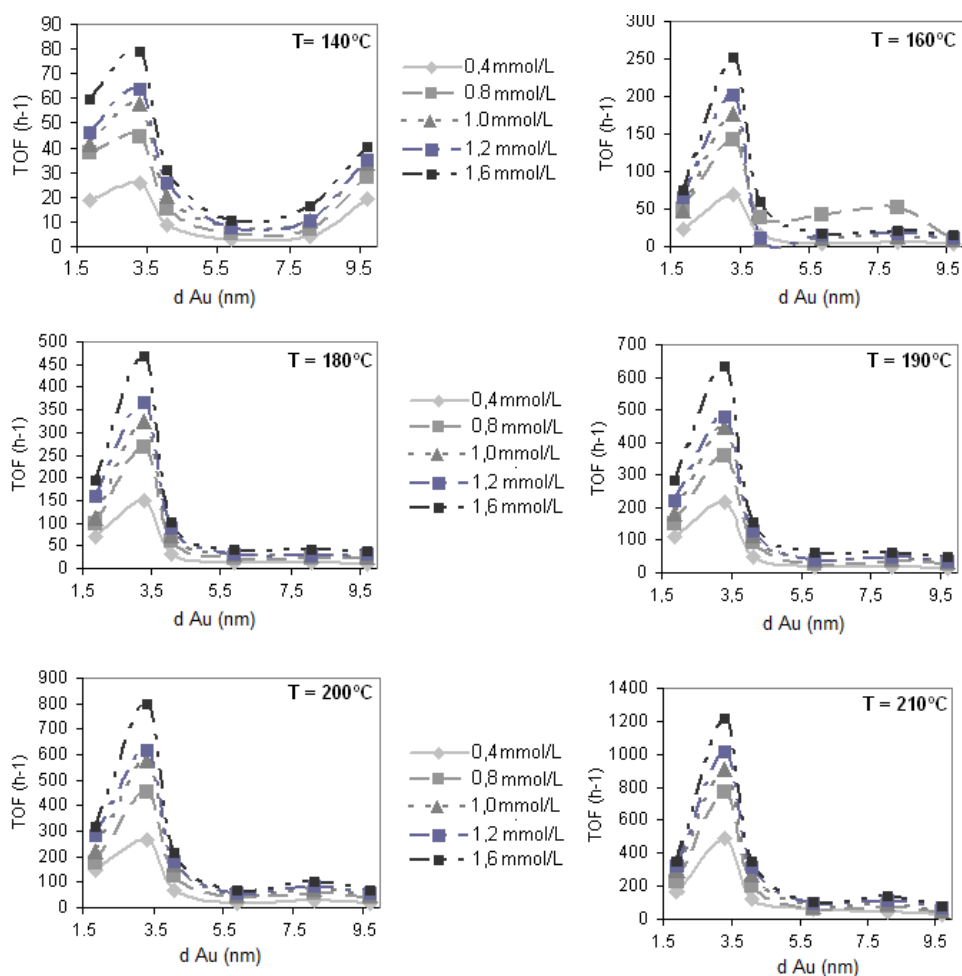 T= 140°C
TOF (h-1)
90
80
70
60
50
40
30
20
10
0
1.5 3.5 5.5 7.5 9.5
d Au (nm)
0,4 mmol/L
0.8 mmol/L
1.0 mmol/L
1,2 mmol/L
1,6 mmol/L
T = 160°C
TOF (h-1)
300
250
200
150
100
50
0
1.5 3.5 5.5 7.5 9.5
d Au (nm)
T = 180°C
TOF (h-1)
500
450
400
350
300
250
200
150
100
50
0
1.5 3.5 5.5 7.5 9.5
d Au (nm)
0,4 mmol/L
0,8 mmol/L
1,0 mmol/L
1,2 mmol/L
1,6 mmol/L
T = 190°C
TOF (h-1)
700
600
500
400
300
200
100
0
1.5 3.5 5.5 7.5 9.5
d Au (nm)
T = 200°C
TOF (h-1)
900
800
700
600
500
400
300
200
100
0
1.5 3.5 5.5 7.5 9.5
d Au (nm)
0,4 mmol/L
0,8 mmol/L
1,0 mmol/L
1,2 mmol/L
1,6 mmol/L
T = 210°C
TOF (h-1)
1400
1200
1000
800
600
400
200
0
1.5 3.5 5.5 7.5 9.5
d Au (nm)